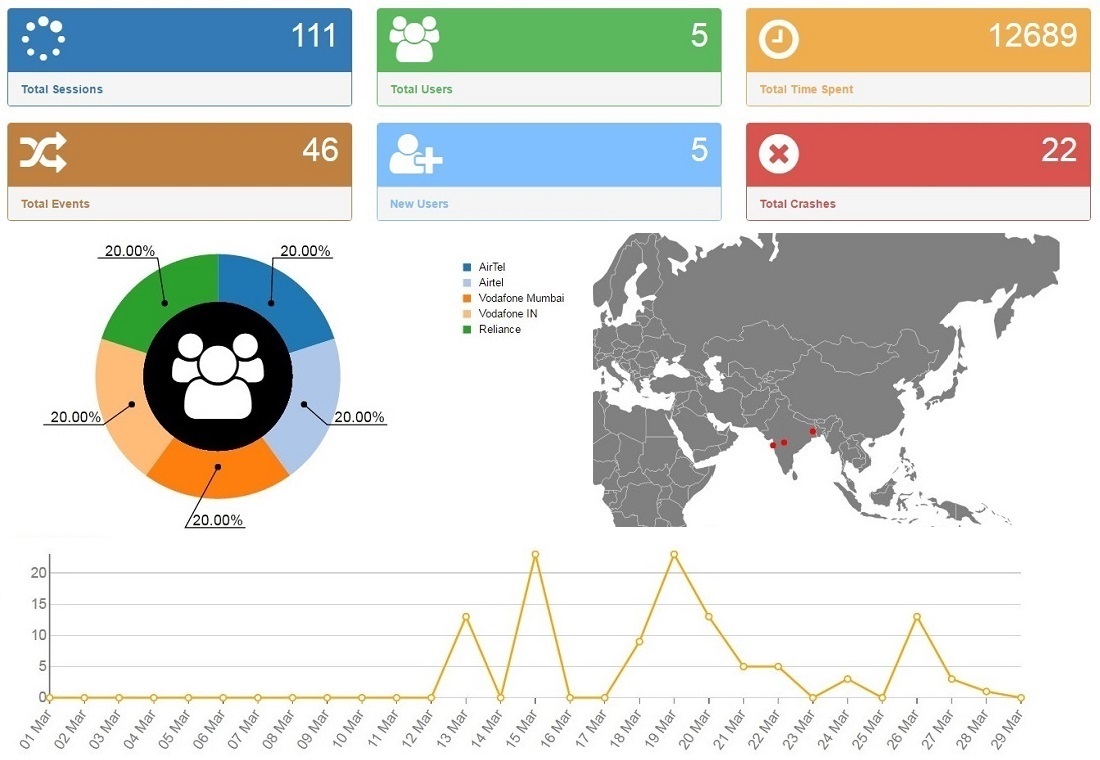 111
Total Sessions
5
Total Users
12689
Total Time Spent
46
Total Events
5
New Users
22
Total Crashes
20.00%
20.00%
20.00%
20.00%
20.00%
AirTel
Airtel
Vodafone Mumbai
Vodafone IN
Reliance
20
15
10
5
0
01 Mar
02 Mar
03 Mar
04 Mar
05 Mar
06 Mar
07 Mar
08 Mar
09 Mar
10 Mar
11 Mar
12 Mar
13 Mar
14 Mar
15 Mar
16 Mar
17 Mar
18 Mar
19 Mar
20 Mar
21 Mar
22 Mar
23 Mar
24 Mar
25 Mar
26 Mar
27 Mar
28 Mar
29 Mar